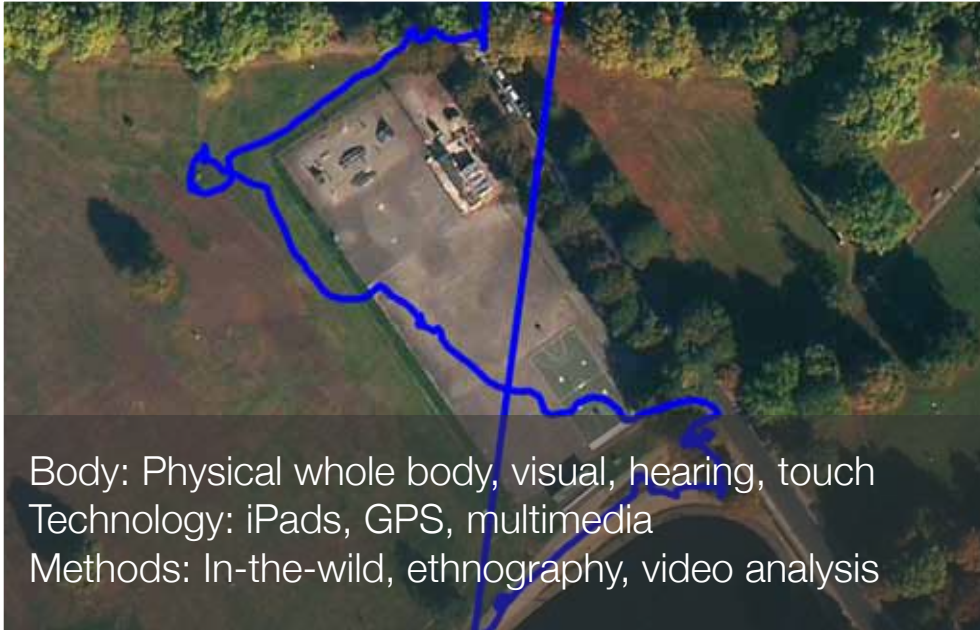 Body: Physical whole body, visual, hearing, touch
Technology: iPads, GPS, multimedia
Methods: In-the-wild, ethnography, video analysis